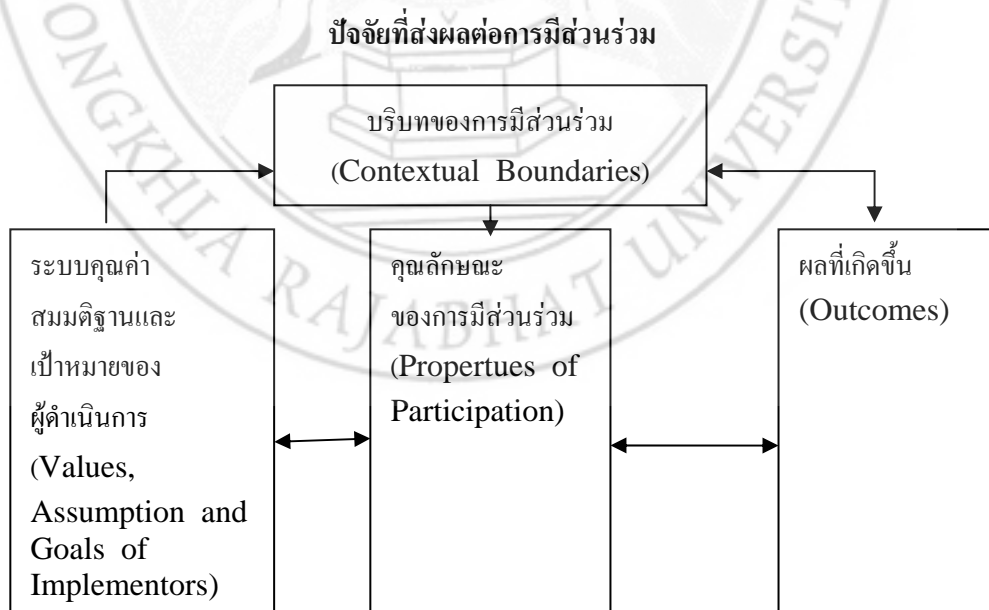 ปัจจัยที่ส่งผลต่อการมีส่วนร่วม
บริบทของการมีส่วนร่วม
(Contextual Boundaries)
ระบบคุณค่า
สมมติฐานและ
เป้าหมายของ
ผู้ดำเนินการ
(Values,
Assumption and
Goals of
Implementors)
คุณลักษณะ
ของการมีส่วนร่วม
(Propertues of
Participation)
ผลที่เกิดขึ้น
(Outcomes)
ONGKHLA RAJABHAT UNIVERSI